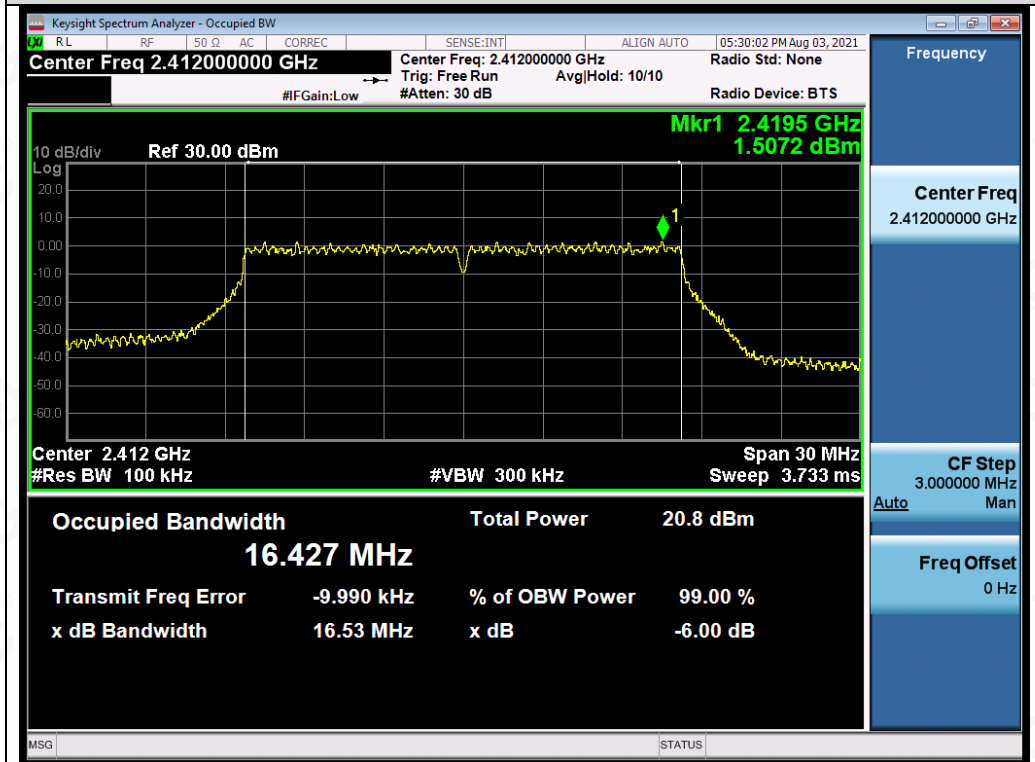 Keysight Spectrum Analyzer - Occupied BW
LXI RL RF 50 Ω AC CORREC SENSE:INT ALIGN AUTO 05:30:02 PM Aug 03, 2021
Center Freq 2.412000000 GHz
Center Freq: 2.412000000 GHz Radio Std: None
Trig: Free Run Avg|Hold: 10/10
#IFGain:Low #Atten: 30 dB Radio Device: BTS
Mkr1 2.4195 GHz
1.5072 dBm
10 dB/div Ref 30.00 dBm
Log
20.0
10.0
1
0.00
-10.0
-20.0
-30.0
-40.0
-50.0
-60.0
Center 2.412 GHz Span 30 MHz
#Res BW 100 kHz #VBW 300 kHz Sweep 3.733 ms
Occupied Bandwidth Total Power 20.8 dBm
16.427 MHz
Transmit Freq Error -9.990 kHz % of OBW Power 99.00 %
x dB Bandwidth 16.53 MHz x dB -6.00 dB
Frequency
Center Freq
2.412000000 GHz
CF Step
3.000000 MHz
Auto Man
Freq Offset
0 Hz
MSG STATUS